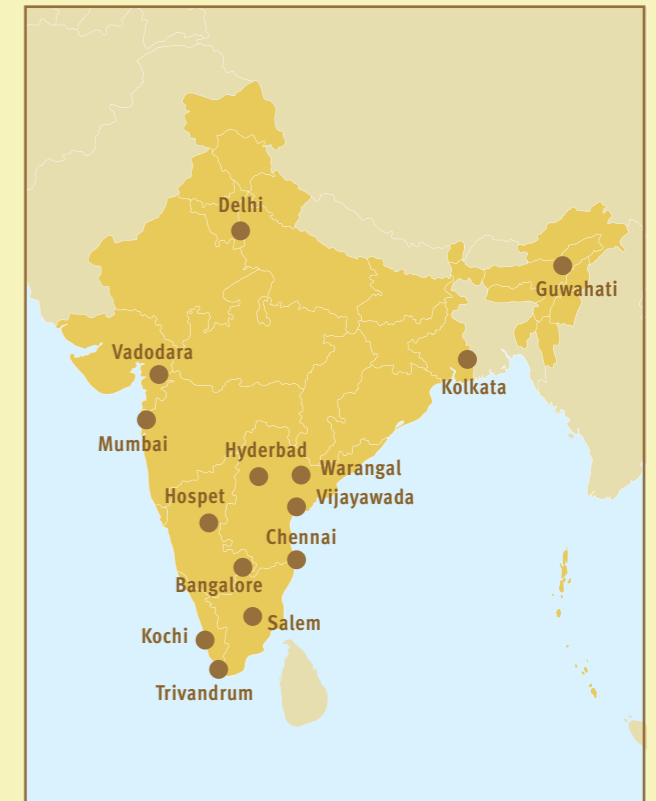 Delhi
Guwahati
Vadodara
Kolkata
Mumbai
Hyderbad
Warangal
Hospet
Vijayawada
Chennai
Bangalore
Salem
Kochi
Trivandrum